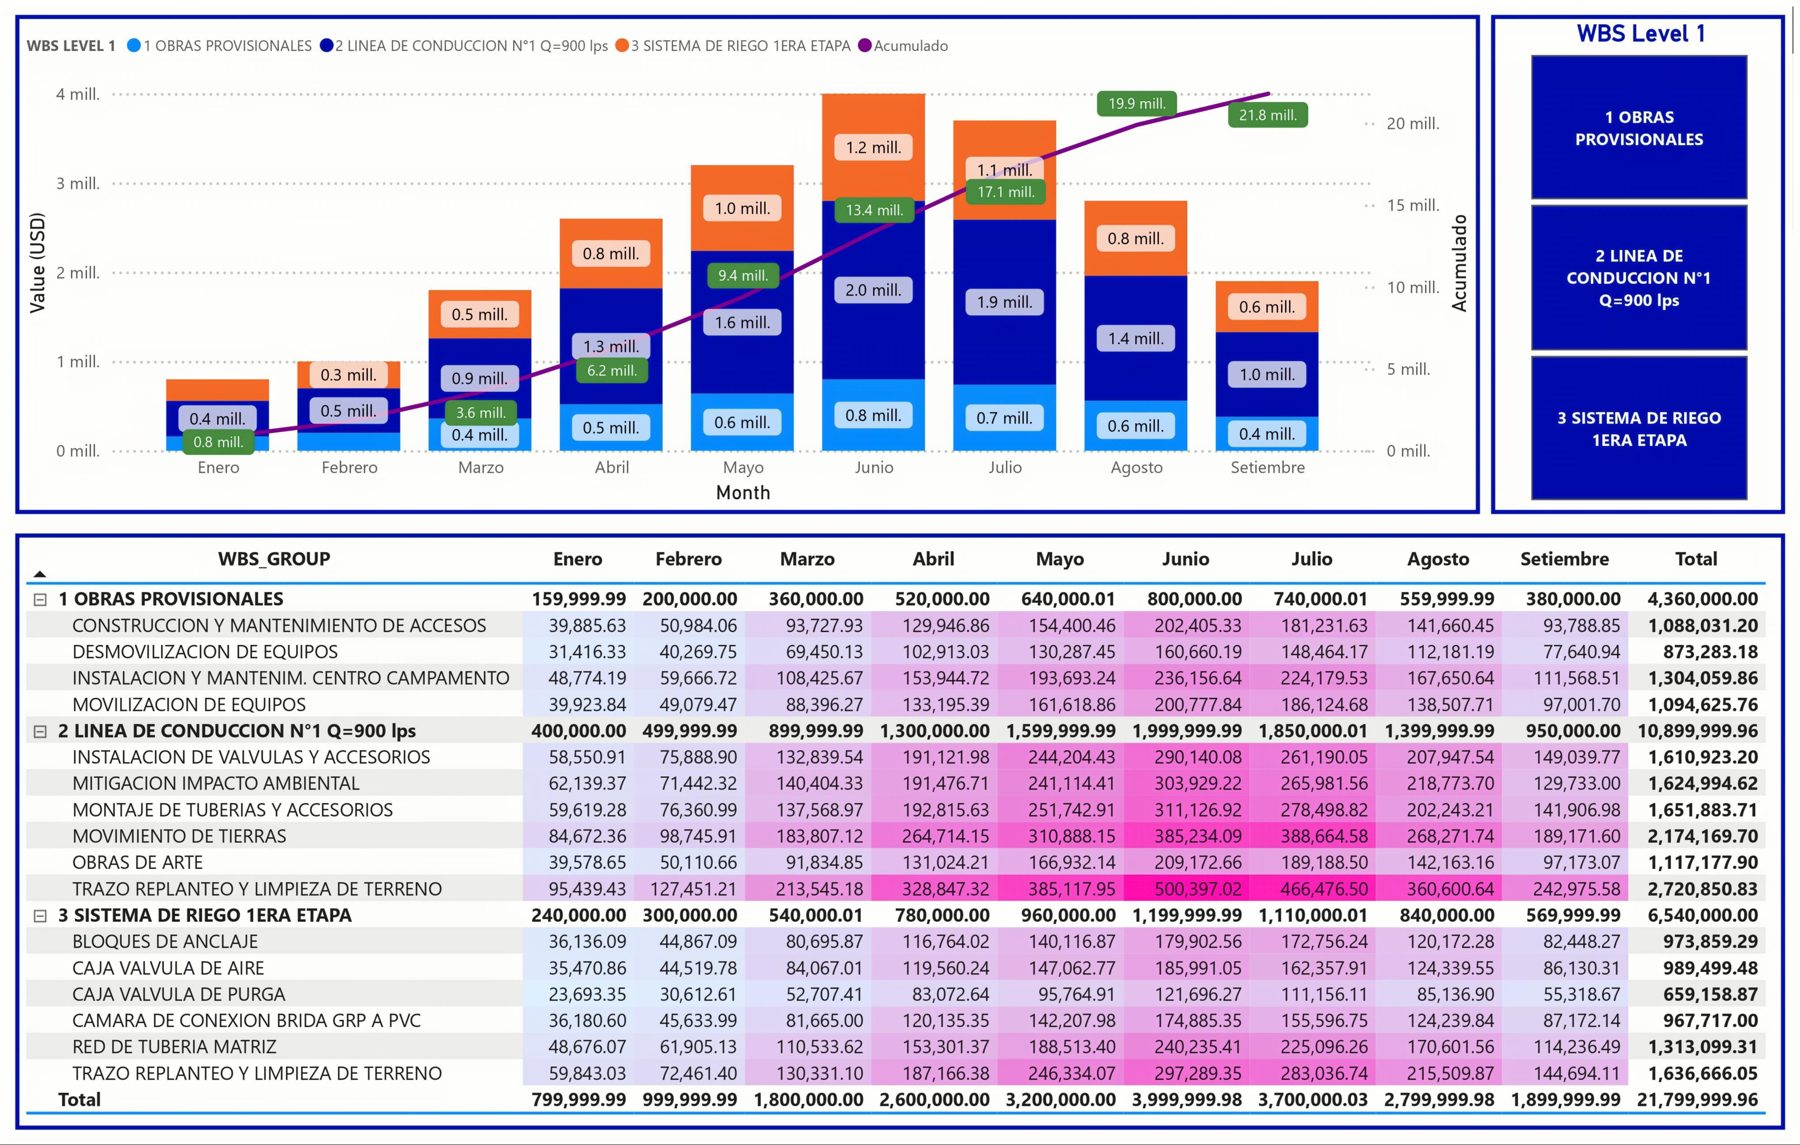 WBS LEVEL 1 1 OBRAS PROVISIONALES 2 LINEA DE CONDUCCION N°1 Q=900 lps 3 SISTEMA DE RIEGO 1ERA ETAPA Acumulado
Value (USD)
4 mill.
3 mill.
2 mill.
1 mill.
0 mill.
0.4 mill.
0.8 mill.
0.3 mill.
0.5 mill.
0.5 mill.
0.9 mill.
3.6 mill.
0.4 mill.
0.8 mill.
1.3 mill.
6.2 mill.
0.5 mill.
1.0 mill.
9.4 mill.
1.6 mill.
0.6 mill.
1.2 mill.
13.4 mill.
2.0 mill.
0.8 mill.
1.1 mill.
17.1 mill.
1.9 mill.
0.7 mill.
19.9 mill.
0.8 mill.
1.4 mill.
0.6 mill.
21.8 mill.
0.6 mill.
1.0 mill.
0.4 mill.
20 mill.
15 mill.
10 mill.
5 mill.
0 mill.
Acumulado
Enero Febrero Marzo Abril Mayo Junio Julio Agosto Setiembre
Month
WBS Level 1
1 OBRAS
PROVISIONALES
2 LINEA DE
CONDUCCION N°1
Q=900 lps
3 SISTEMA DE RIEGO
1ERA ETAPA
WBS_GROUP Enero Febrero Marzo Abril Mayo Junio Julio Agosto Setiembre Total
1 OBRAS PROVISIONALES 159,999.99 200,000.00 360,000.00 520,000.00 640,000.01 800,000.00 740,000.01 559,999.99 380,000.00 4,360,000.00
CONSTRUCCION Y MANTENIMIENTO DE ACCESOS 39,885.63 50,984.06 93,727.93 129,946.86 154,400.46 202,405.33 181,231.63 141,660.45 93,788.85 1,088,031.20
DESMOVILIZACION DE EQUIPOS 31,416.33 40,269.75 69,450.13 102,913.03 130,287.45 160,660.19 148,464.17 112,181.19 77,640.94 873,283.18
INSTALACION Y MANTENIM. CENTRO CAMPAMENTO 48,774.19 59,666.72 108,425.67 153,944.72 193,693.24 236,156.64 224,179.53 167,650.64 111,568.51 1,304,059.86
MOVILIZACION DE EQUIPOS 39,923.84 49,079.47 88,396.27 133,195.39 161,618.86 200,777.84 186,124.68 138,507.71 97,001.70 1,094,625.76
2 LINEA DE CONDUCCION N°1 Q=900 lps 400,000.00 499,999.99 899,999.99 1,300,000.00 1,599,999.99 1,999,999.99 1,850,000.01 1,399,999.99 950,000.00 10,899,999.96
INSTALACION DE VALVULAS Y ACCESORIOS 58,550.91 75,888.90 132,839.54 191,121.98 244,204.43 290,140.08 261,190.05 207,947.54 149,039.77 1,610,923.20
MITIGACION IMPACTO AMBIENTAL 62,139.37 71,442.32 140,404.33 191,476.71 241,114.41 303,929.22 265,981.56 218,773.70 129,733.00 1,624,994.62
MONTAJE DE TUBERIAS Y ACCESORIOS 59,619.28 76,360.99 137,568.97 192,815.63 251,742.91 311,126.92 278,498.82 202,243.21 141,906.98 1,651,883.71
MOVIMIENTO DE TIERRAS 84,672.36 98,745.91 183,807.12 264,714.15 310,888.15 385,234.09 388,664.58 268,271.74 189,171.60 2,174,169.70
OBRAS DE ARTE 39,578.65 50,110.66 91,834.85 131,024.21 166,932.14 209,172.66 189,188.50 142,163.16 97,173.07 1,117,177.90
TRAZO REPLANTEO Y LIMPIEZA DE TERRENO 95,439.43 127,451.21 213,545.18 328,847.32 385,117.95 500,397.02 466,476.50 360,600.64 242,975.58 2,720,850.83
3 SISTEMA DE RIEGO 1ERA ETAPA 240,000.00 300,000.00 540,000.01 780,000.00 960,000.00 1,199,999.99 1,110,000.01 840,000.00 569,999.99 6,540,000.00
BLOQUES DE ANCLAJE 36,136.09 44,867.09 80,695.87 116,764.02 140,116.87 179,902.56 172,756.24 120,172.28 82,448.27 973,859.29
CAJA VALVULA DE AIRE 35,470.86 44,519.78 84,067.01 119,560.24 147,062.77 185,991.05 162,357.91 124,339.55 86,130.31 989,499.48
CAJA VALVULA DE PURGA 23,693.35 30,612.61 52,707.41 83,072.64 95,764.91 121,696.27 111,156.11 85,136.90 55,318.67 659,158.87
CAMARA DE CONEXION BRIDA GRP A PVC 36,180.60 45,633.99 81,665.00 120,135.35 142,207.98 174,885.35 155,596.75 124,239.84 87,172.14 967,717.00
RED DE TUBERIA MATRIZ 48,676.07 61,905.13 110,533.62 153,301.37 188,513.40 240,235.41 225,096.26 170,601.56 114,236.49 1,313,099.31
TRAZO REPLANTEO Y LIMPIEZA DE TERRENO 59,843.03 72,461.40 130,331.10 187,166.38 246,334.07 297,289.35 283,036.74 215,509.87 144,694.11 1,636,666.05
Total 799,999.99 999,999.99 1,800,000.00 2,600,000.00 3,200,000.00 3,999,999.98 3,700,000.03 2,799,999.98 1,899,999.99 21,799,999.96